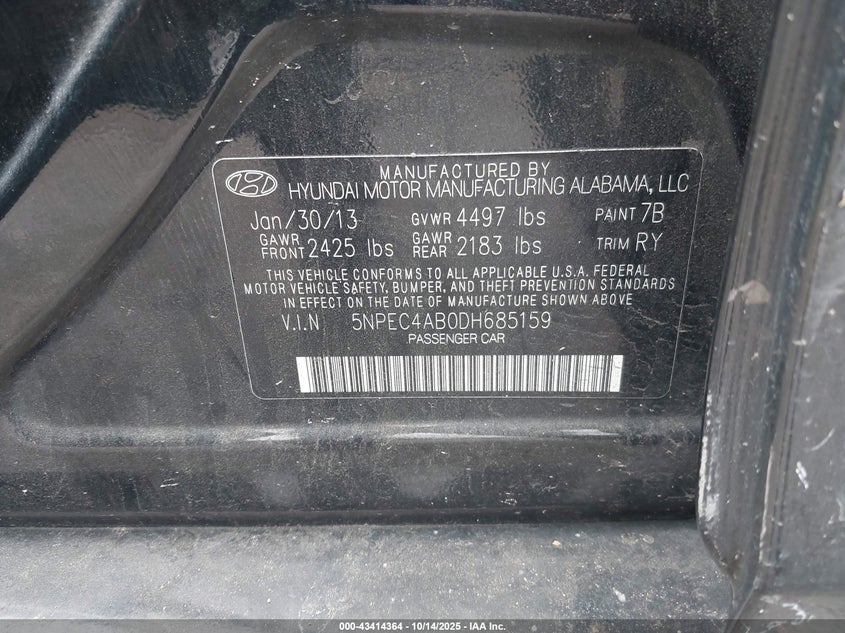 MANUFACTURED BY
HYUNDAI MOTOR MANUFACTURING ALABAMA, LLC
Jan/30/13 GVWR 4497 lbs PAINT 7B
GAWR FRONT 2425 lbs GAWR REAR 2183 lbs TRIM RY
THIS VEHICLE CONFORMS TO ALL APPLICABLE U.S.A. FEDERAL
MOTOR VEHICLE SAFETY, BUMPER, AND THEFT PREVENTION STANDARDS
IN EFFECT ON THE DATE OF MANUFACTURE SHOWN ABOVE
V.I.N 5NPEC4AB0DH685159
PASSENGER CAR
000-43414364 - 10/14/2025 - IAA Inc.